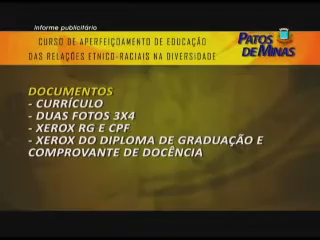 Informe publicitário
CURSO DE APERFEIÇOAMENTO DE EDUCAÇÃO
DAS RELAÇÕES ETNICO-RACIAIS NA DIVERSIDADE
PATOS
DE MINAS
DOCUMENTOS
- CURRÍCULO
- DUAS FOTOS 3X4
- XEROX RG E CPF
- XEROX DO DIPLOMA DE GRADUAÇÃO E
COMPROVANTE DE DOCÊNCIA